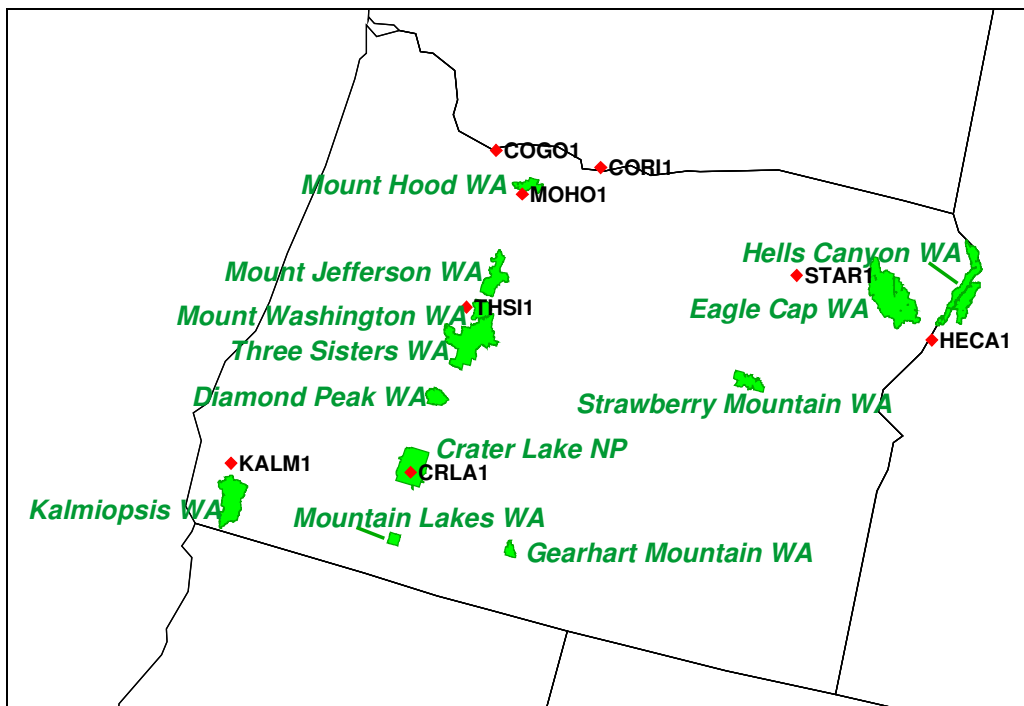 COGO1
CORI1
Mount Hood WA
MOHO1
Hells Canyon WA
Mount Jefferson WA
STAR1
Eagle Cap WA
THSI1
Mount Washington WA
HECA1
Three Sisters WA
Diamond Peak WA
Strawberry Mountain WA
Crater Lake NP
KALM1
CRLA1
Kalmiopsis WA
Mountain Lakes WA
Gearhart Mountain WA